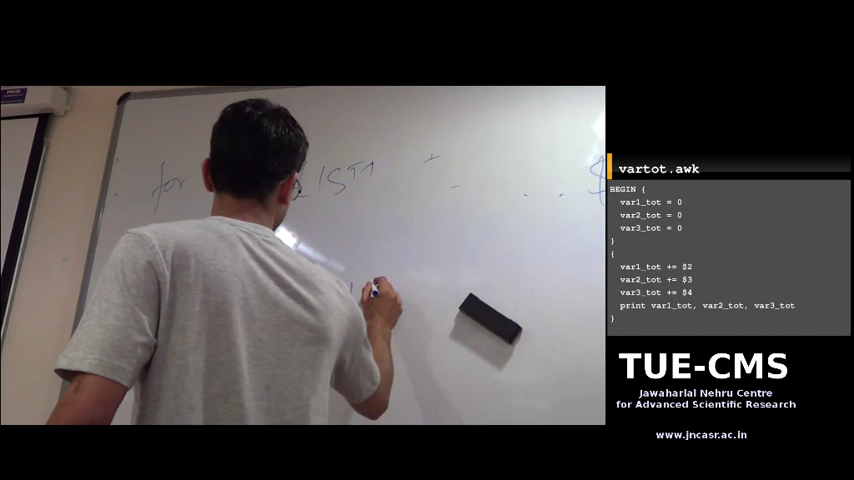 for LIST1
vartot.awk
BEGIN {
var1_tot = 0
var2_tot = 0
var3_tot = 0
}
{
var1_tot += $2
var2_tot += $3
var3_tot += $4
print var1_tot, var2_tot, var3_tot
}
TUE-CMS
Jawaharlal Nehru Centre
for Advanced Scientific Research
www.jncasr.ac.in